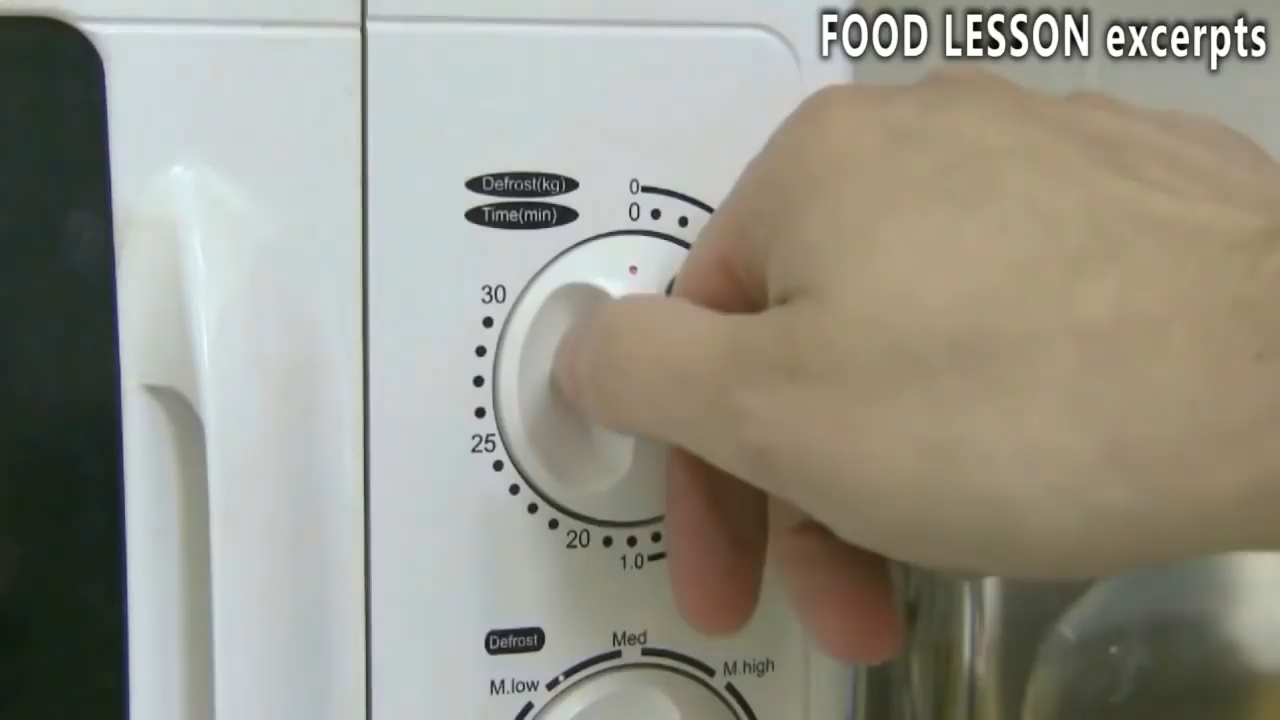 FOOD LESSON excerpts
Defrost(kg)
0
Time(min)
0
30
25
20
1.0
Defrost
Med
M.low
M.high